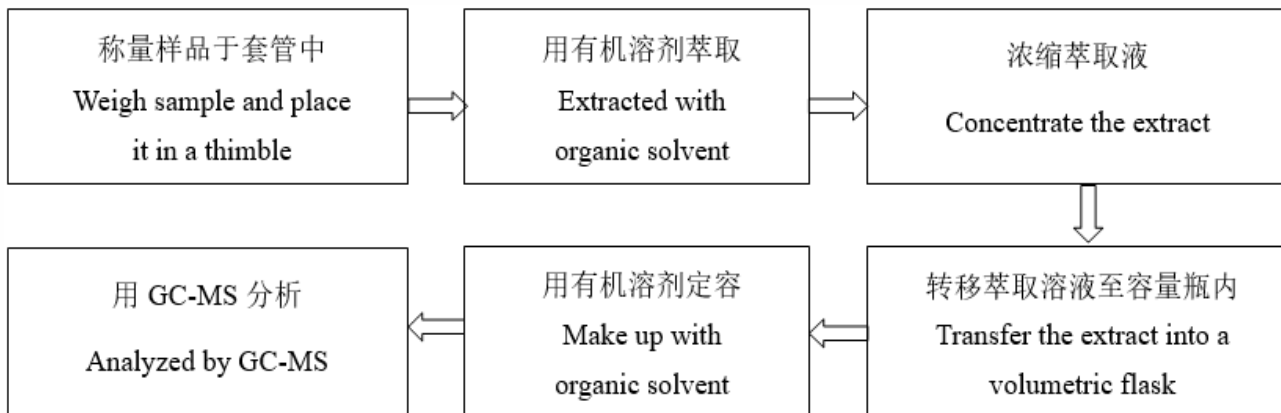 称量样品于套管中
Weigh sample and place
it in a thimble
用有机溶剂萃取
Extracted with
organic solvent
浓缩萃取液
Concentrate the extract
转移萃取溶液至容量瓶内
Transfer the extract into a
volumetric flask
用有机溶剂定容
Make up with
organic solvent
用 GC-MS 分析
Analyzed by GC-MS